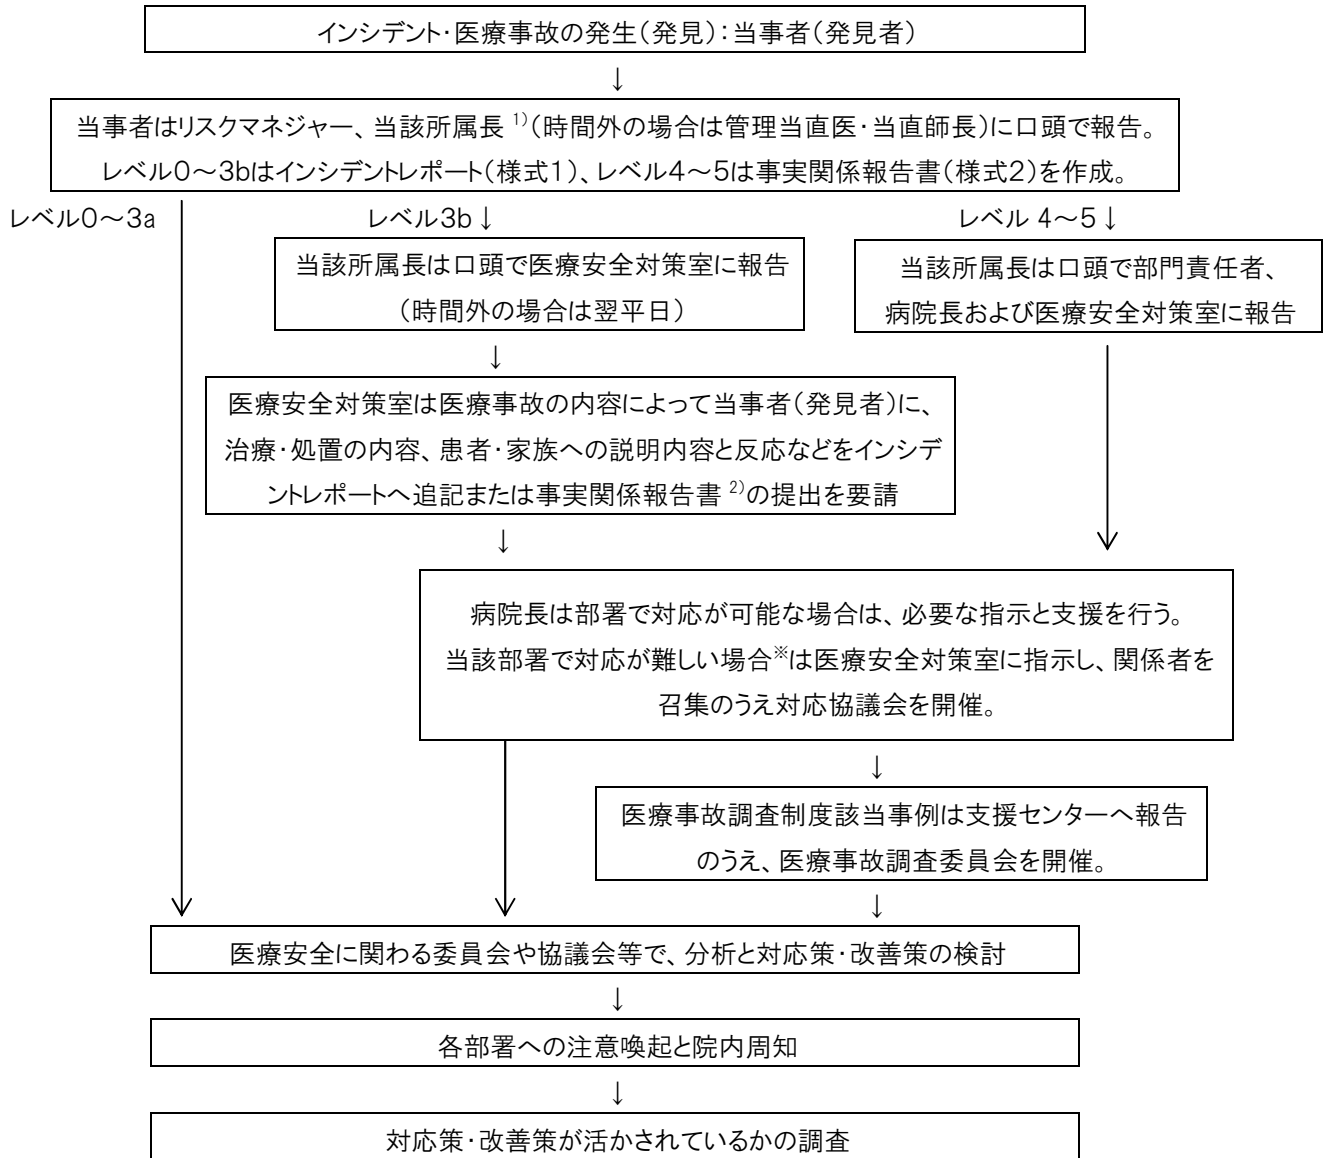 インシデント・医療事故の発生(発見):当事者(発見者)
↓
当事者はリスクマネジャー、当該所属長 1)(時間外の場合は管理当直医・当直師長)に口頭で報告。
レベル0～3bはインシデントレポート(様式1)、レベル4～5は事実関係報告書(様式2)を作成。
レベル0～3a
レベル3b↓
レベル 4～5↓
当該所属長は口頭で医療安全対策室に報告
(時間外の場合は翌平日)
当該所属長は口頭で部門責任者、
病院長および医療安全対策室に報告
↓
医療安全対策室は医療事故の内容によって当事者(発見者)に、
治療・処置の内容、患者・家族への説明内容と反応などをインシデ
ントレポートへ追記または事実関係報告書 2)の提出を要請
↓
病院長は部署で対応が可能な場合は、必要な指示と支援を行う。
当該部署で対応が難しい場合※は医療安全対策室に指示し、関係者を
召集のうえ対応協議会を開催。
↓
医療事故調査制度該当事例は支援センターへ報告
のうえ、医療事故調査委員会を開催。
↓
医療安全に関わる委員会や協議会等で、分析と対応策・改善策の検討
↓
各部署への注意喚起と院内周知
↓
対応策・改善策が活かされているかの調査